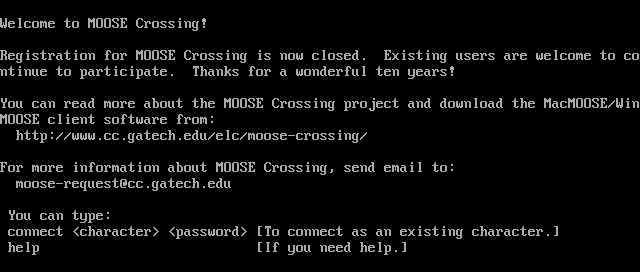 Welcome to MOOSE Crossing!
Registration for MOOSE Crossing is now closed.  Existing users are welcome to co
ntinue to participate.  Thanks for a wonderful ten years!
You can read more about the MOOSE Crossing project and download the MacMOOSE/Win
MOOSE client software from:
  http://www.cc.gatech.edu/elc/moose-crossing/
For more information about MOOSE Crossing, send email to:
  moose-request@cc.gatech.edu
 You can type:
 connect <character> <password> [To connect as an existing character.]
 help                           [If you need help.]